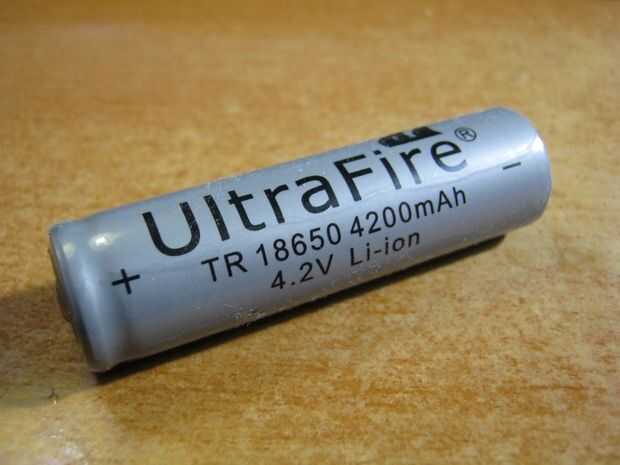 UltraFire®
TR 18650 4200mAh
4.2V Li-ion
+
-